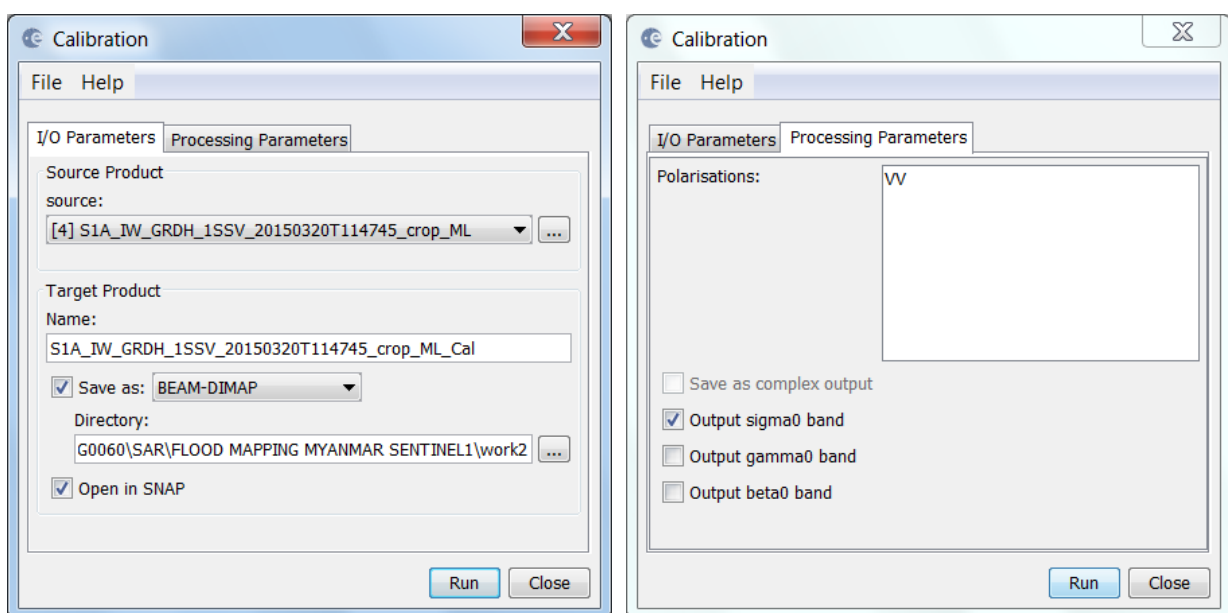 Calibration
File Help
I/O Parameters Processing Parameters
Source Product
source:
[4] S1A_IW_GRDH_1SSV_20150320T114745_crop_ML
...
Target Product
Name:
S1A_IW_GRDH_1SSV_20150320T114745_crop_ML_Cal
Save as: BEAM-DIMAP
Directory:
G0060\SAR\FLOOD MAPPING MYANMAR SENTINEL1\work2
...
Open in SNAP
Run Close
Calibration
File Help
I/O Parameters Processing Parameters
Polarisations: VV
Save as complex output
Output sigma0 band
Output gamma0 band
Output beta0 band
Run Close